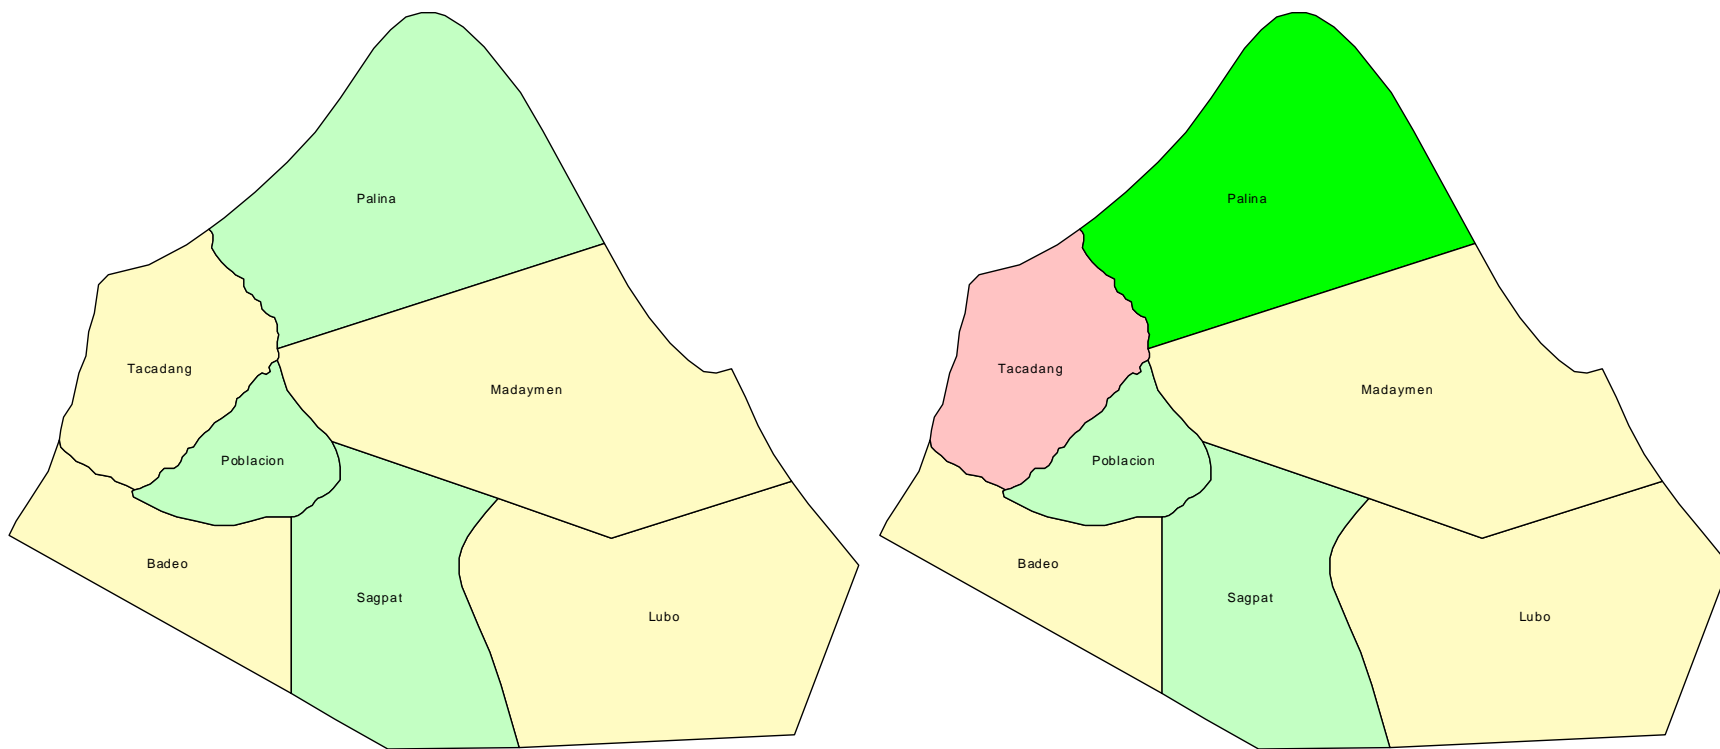 Palina
Tacadang
Madaymen
Poblacion
Badeo
Sagpat
Lubo
Palina
Tacadang
Madaymen
Poblacion
Badeo
Sagpat
Lubo